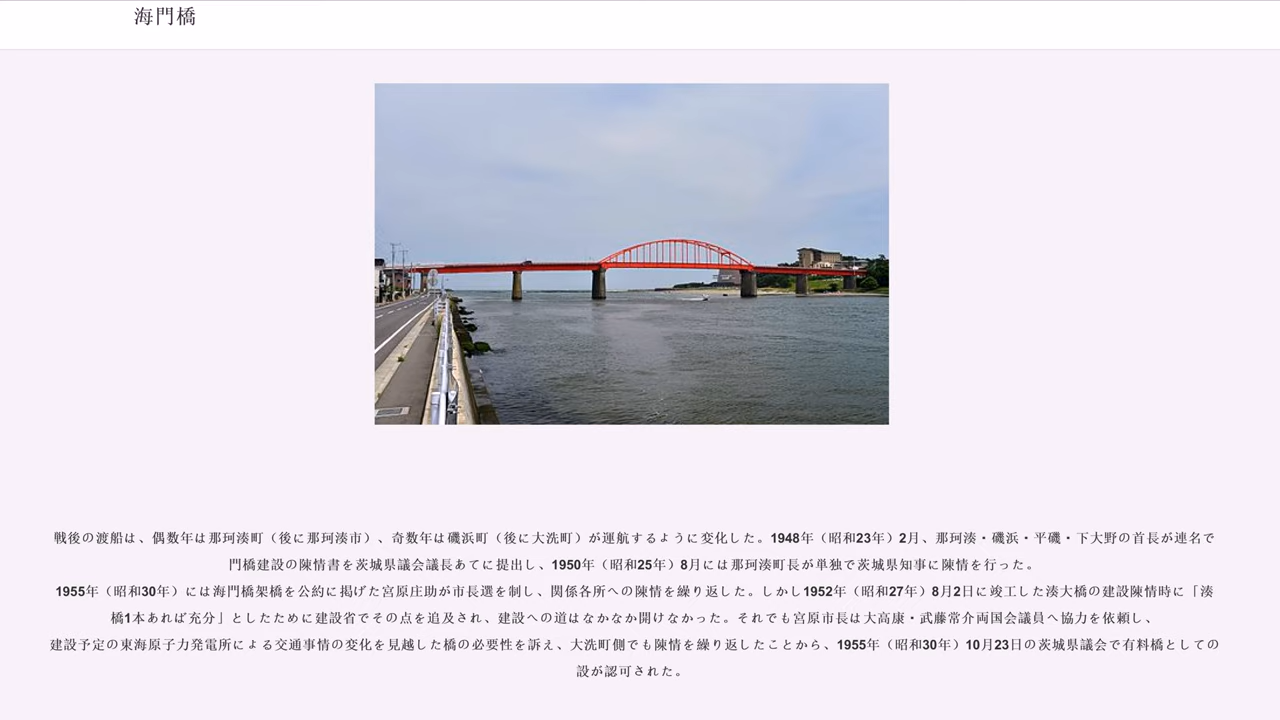 海門橋
戦後の渡船は、偶数年は那珂湊町（後に那珂湊市）、奇数年は磯浜町（後に大洗町）が運航するように変化した。1948年（昭和23年）2月、那珂湊・磯浜・平磯・下大野の首長が連名で
門橋建設の陳情書を茨城県議会議長あてに提出し、1950年（昭和25年）8月には那珂湊町長が単独で茨城県知事に陳情を行った。
1955年（昭和30年）には海門橋架橋を公約に掲げた宮原庄助が市長選を制し、関係各所への陳情を繰り返した。しかし1952年（昭和27年）8月2日に竣工した湊大橋の建設陳情時に「湊
橋1本あれば充分」としたために建設省でその点を追及され、建設への道はなかなか開けなかった。それでも宮原市長は大高康・武藤常介両国会議員へ協力を依頼し、
建設予定の東海原子力発電所による交通事情の変化を見越した橋の必要性を訴え、大洗町側でも陳情を繰り返したことから、1955年（昭和30年）10月23日の茨城県議会で有料橋としての
設が認可された。